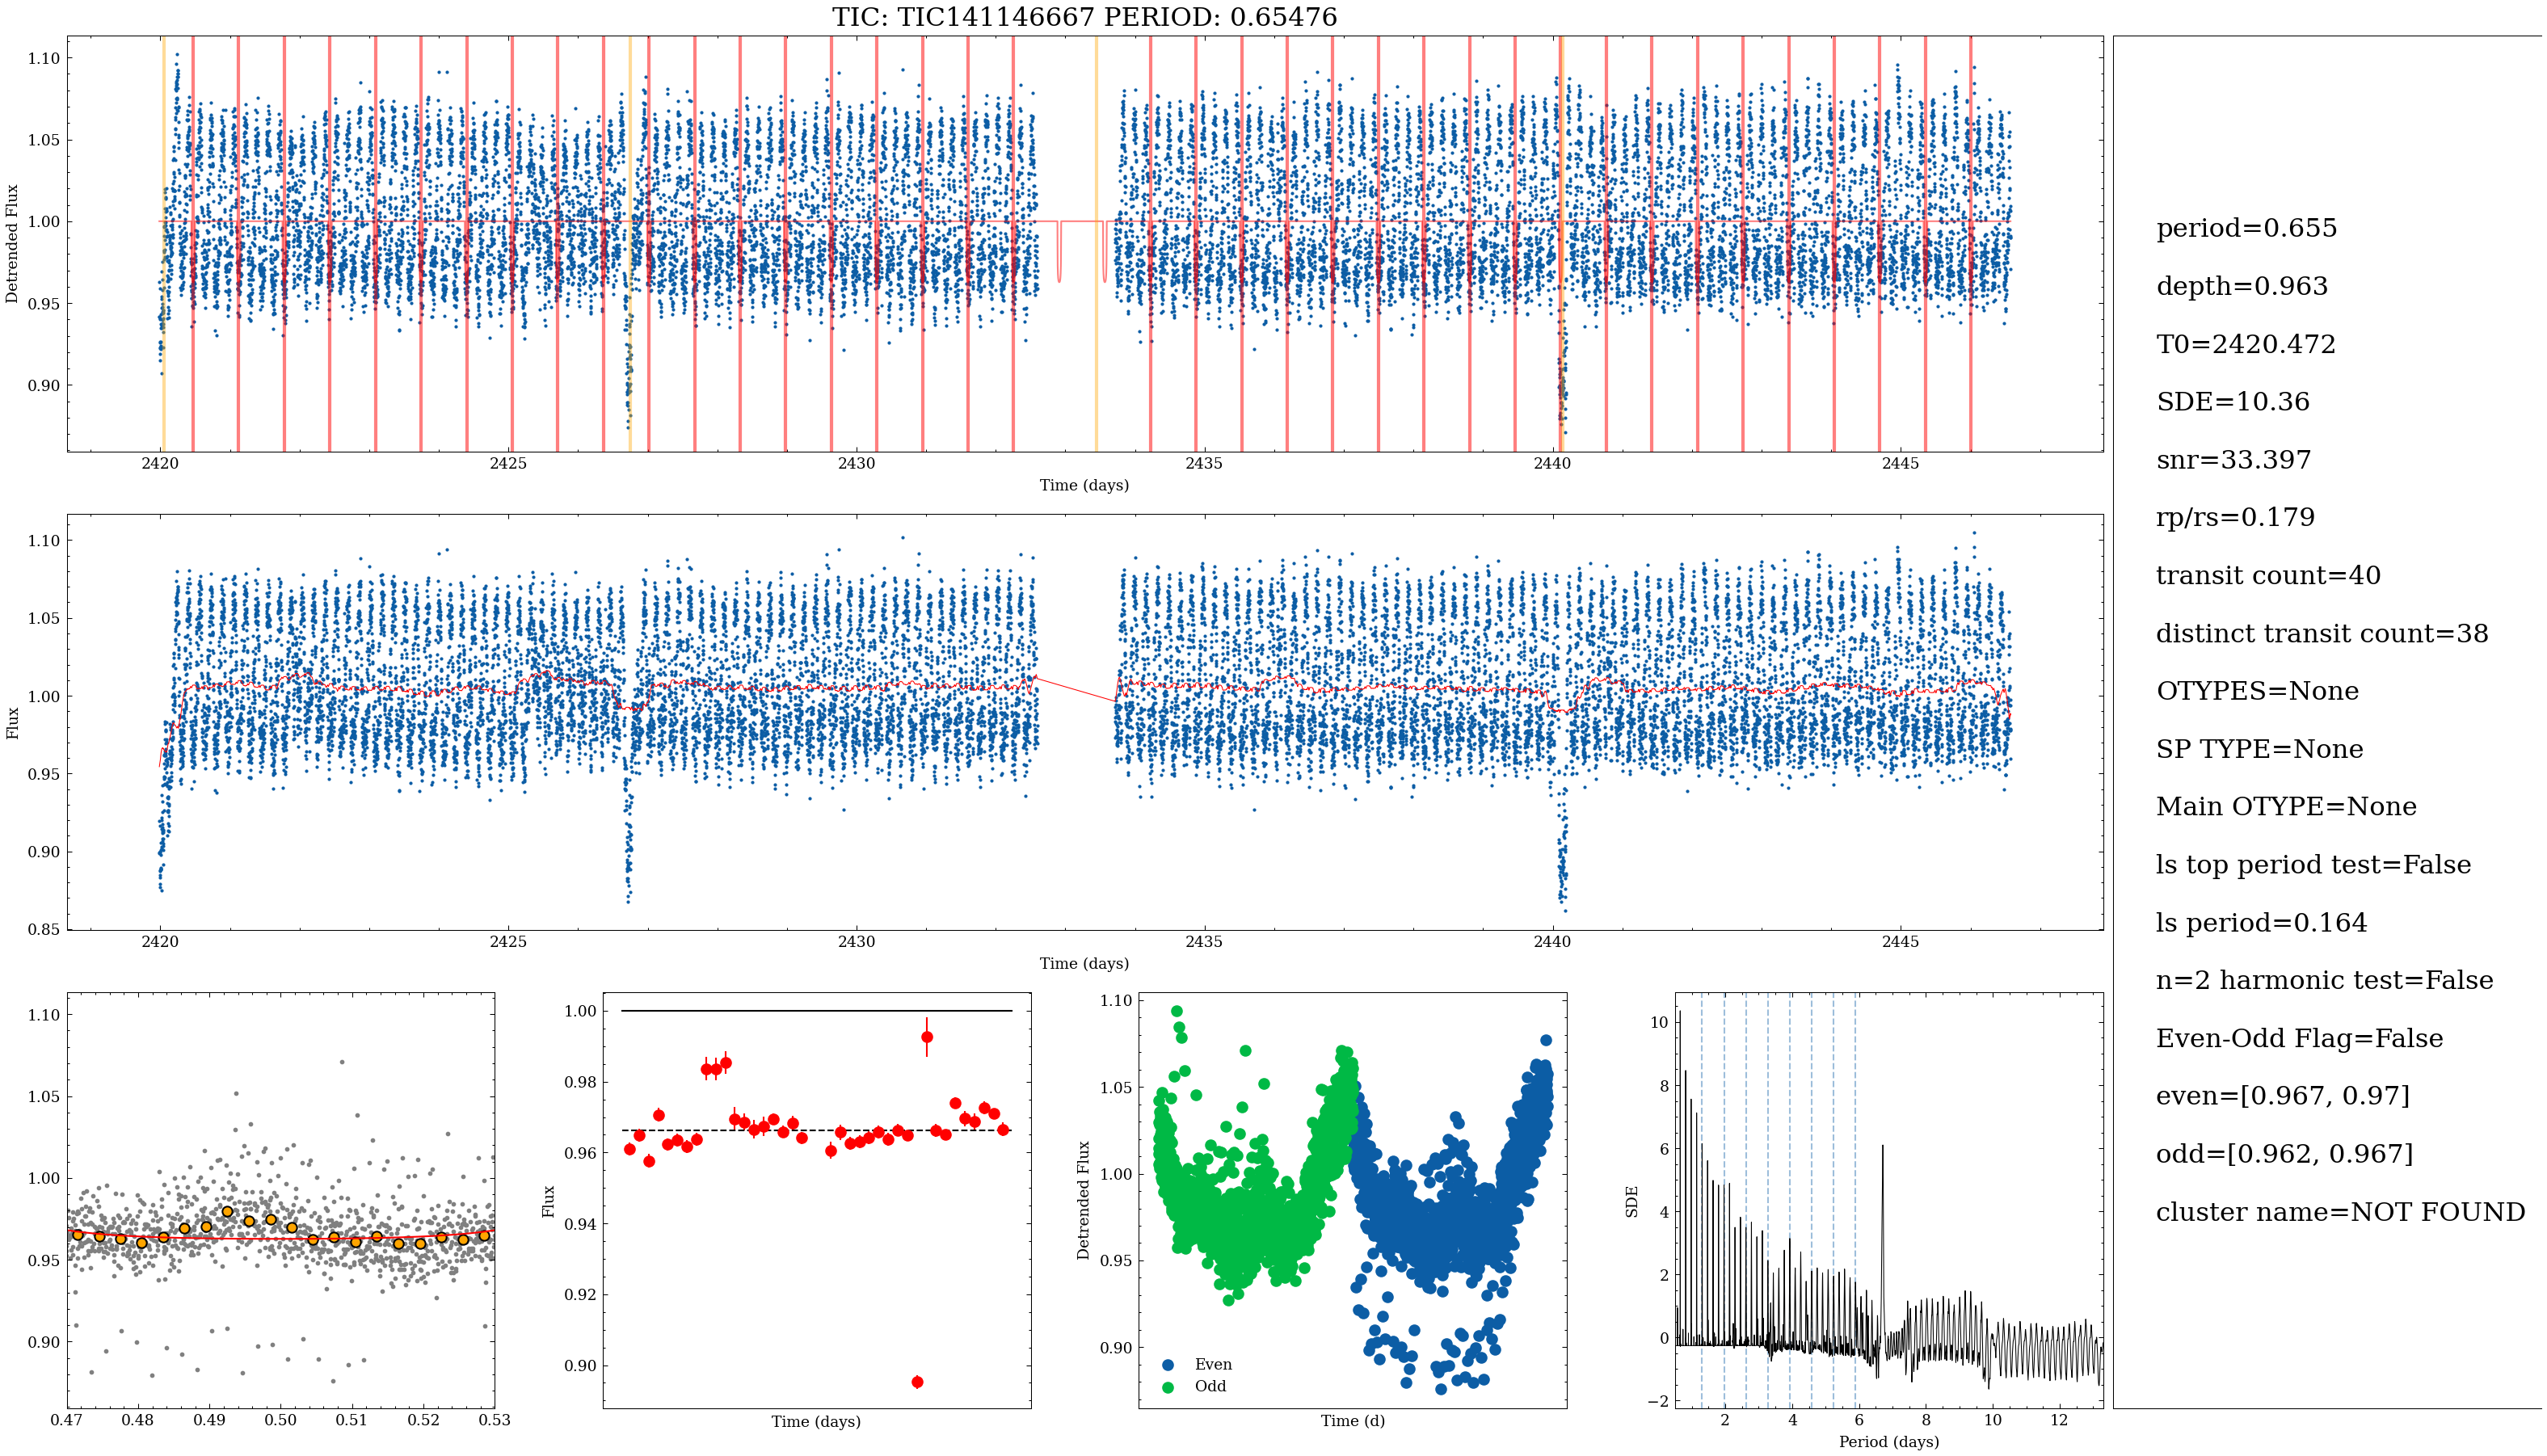 TIC: TIC141146667 PERIOD: 0.65476
1.10
1.05
1.00
0.95
0.90
Detrended Flux
2420
2425
2430
2435
2440
2445
Time (days)
1.10
1.05
1.00
0.95
0.90
0.85
Flux
2420
2425
2430
2435
2440
2445
Time (days)
1.10
1.05
1.00
0.95
0.90
0.47
0.48
0.49
0.50
0.51
0.52
0.53
1.00
0.98
0.96
0.94
0.92
0.90
Flux
Time (days)
1.10
1.05
1.00
0.95
0.90
Detrended Flux
Even
Odd
Time (d)
10
8
6
4
2
0
−2
SDE
2
4
6
8
10
12
Period (days)
period=0.655
depth=0.963
T0=2420.472
SDE=10.36
snr=33.397
rp/rs=0.179
transit count=40
distinct transit count=38
OTYPES=None
SP TYPE=None
Main OTYPE=None
ls top period test=False
ls period=0.164
n=2 harmonic test=False
Even-Odd Flag=False
even=[0.967, 0.97]
odd=[0.962, 0.967]
cluster name=NOT FOUND